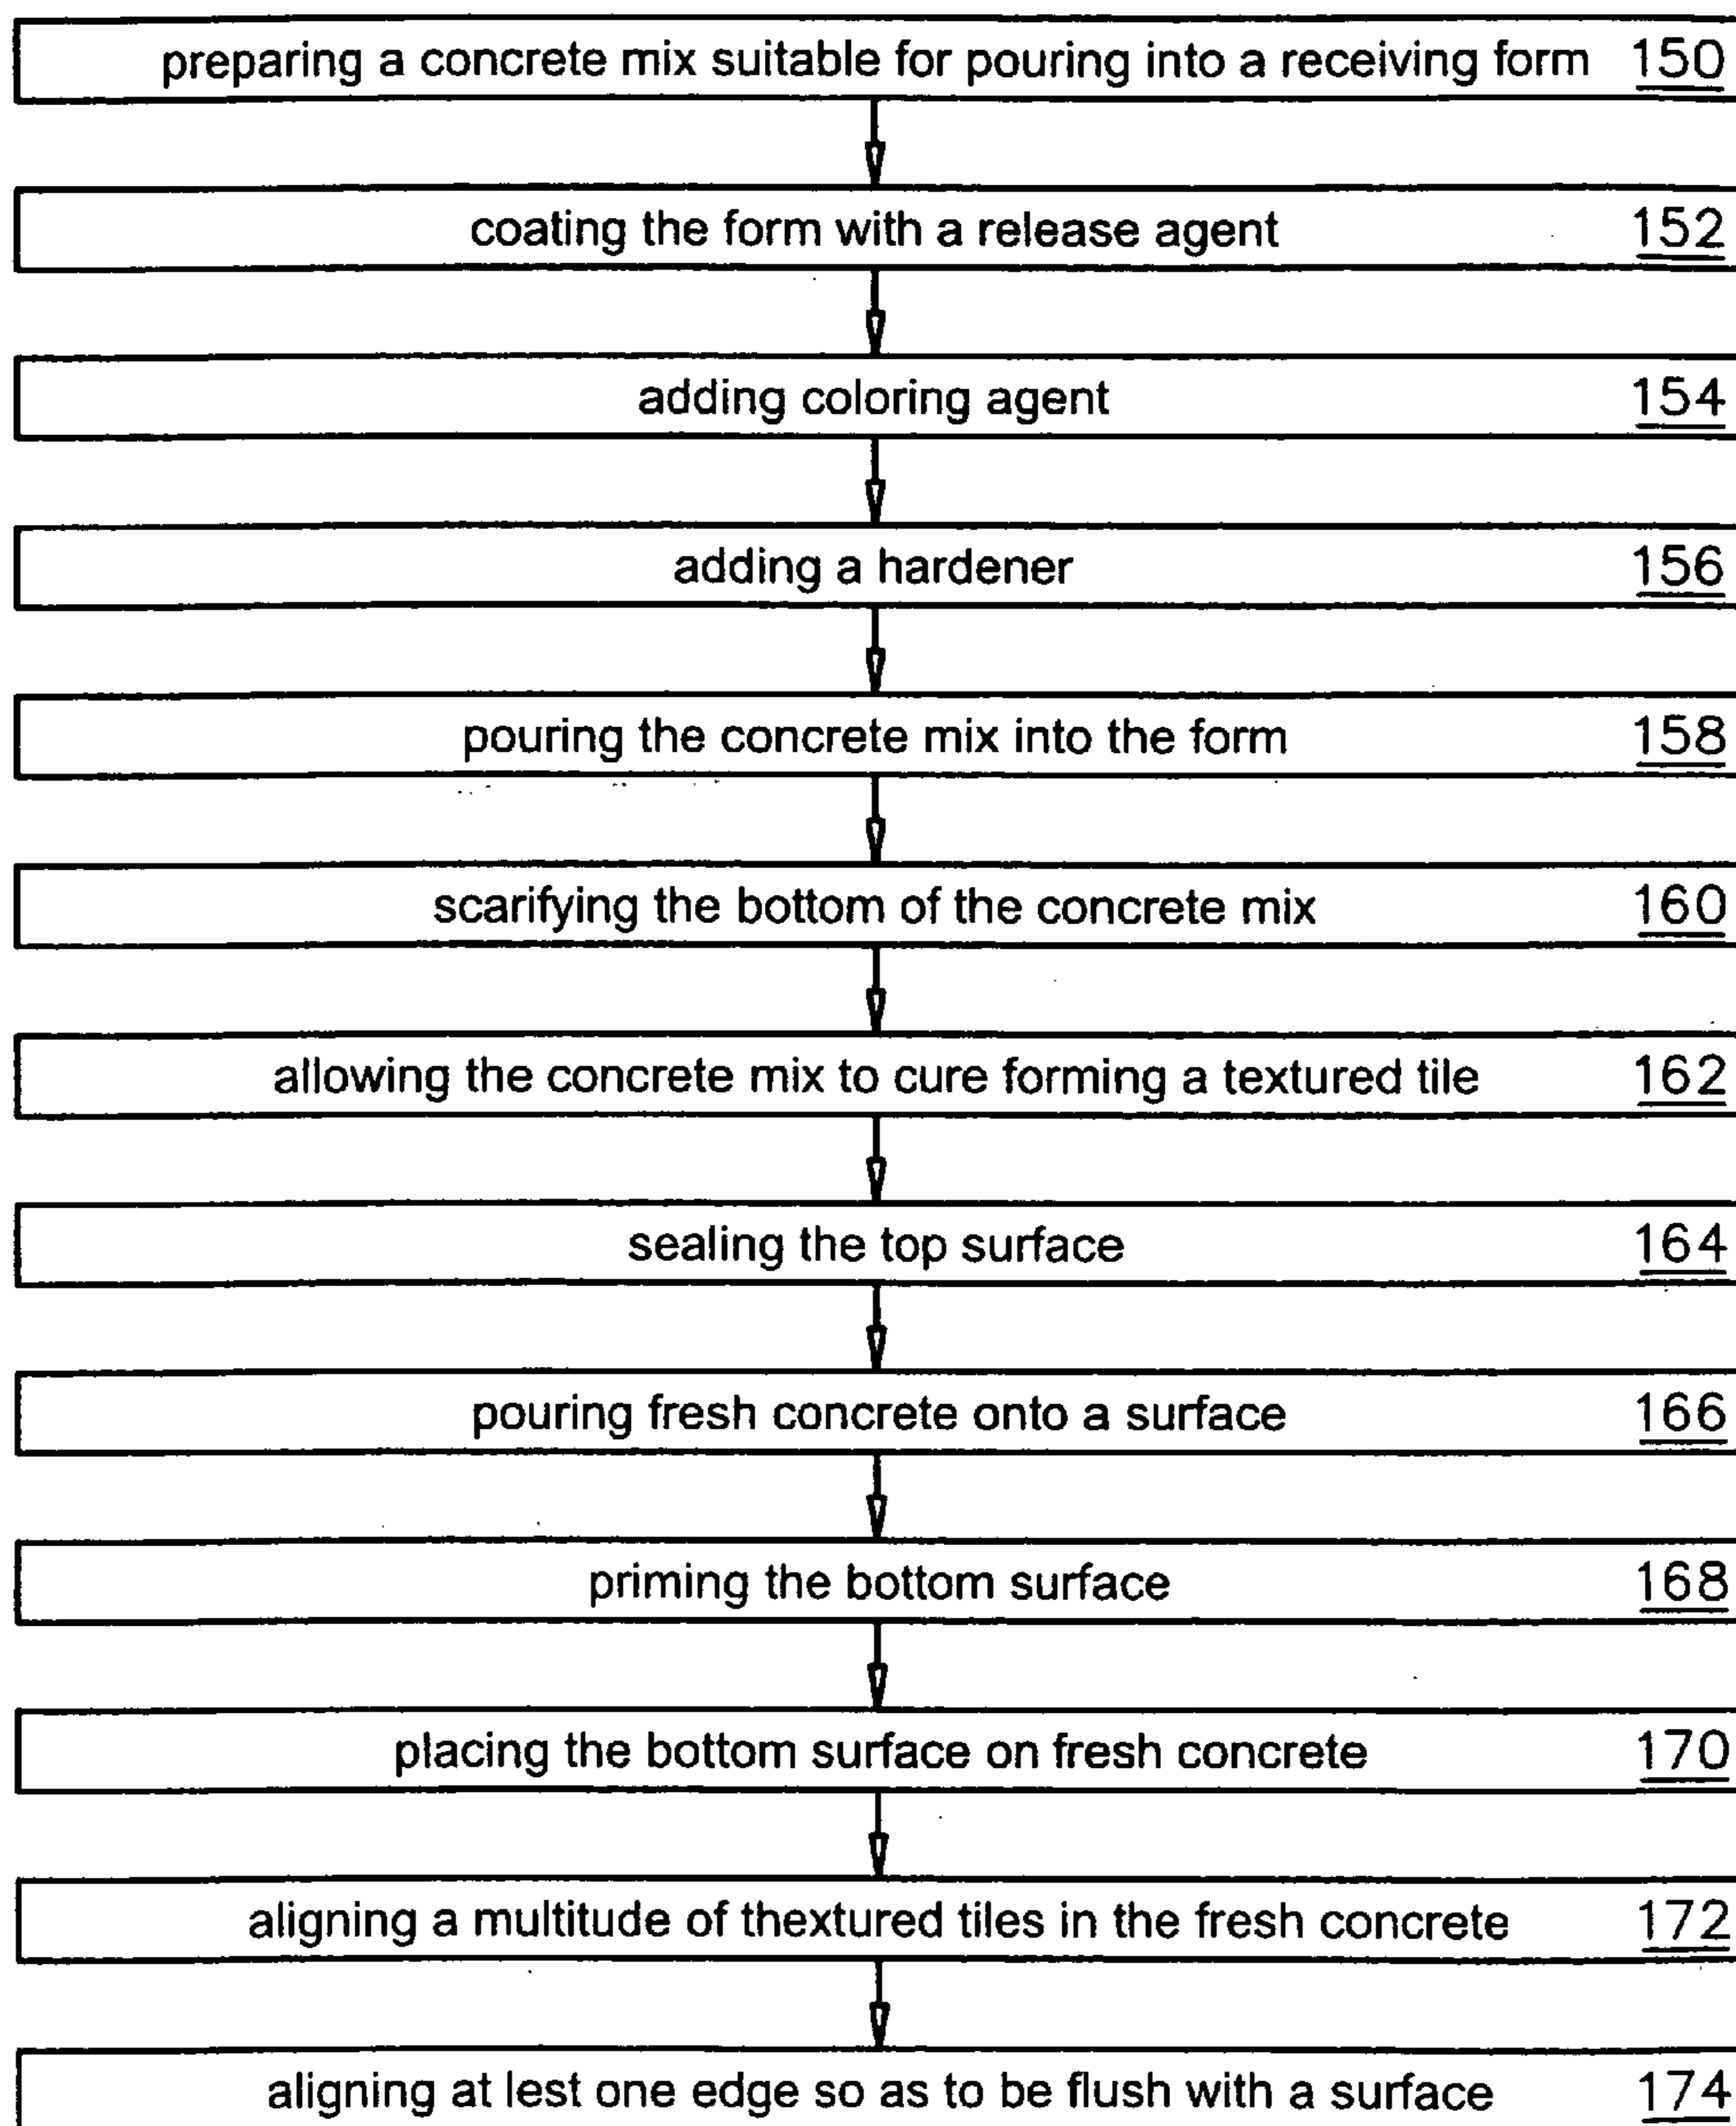 preparing a concrete mix suitable for pouring into a receiving form 150
coating the form with a release agent 152
adding coloring agent 154
adding a hardener 156
pouring the concrete mix into the form 158
scarifying the bottom of the concrete mix 160
allowing the concrete mix to cure forming a textured tile 162
sealing the top surface 164
pouring fresh concrete onto a surface 166
priming the bottom surface 168
placing the bottom surface on fresh concrete 170
aligning a multitude of thextured tiles in the fresh concrete 172
aligning at lest one edge so as to be flush with a surface 174